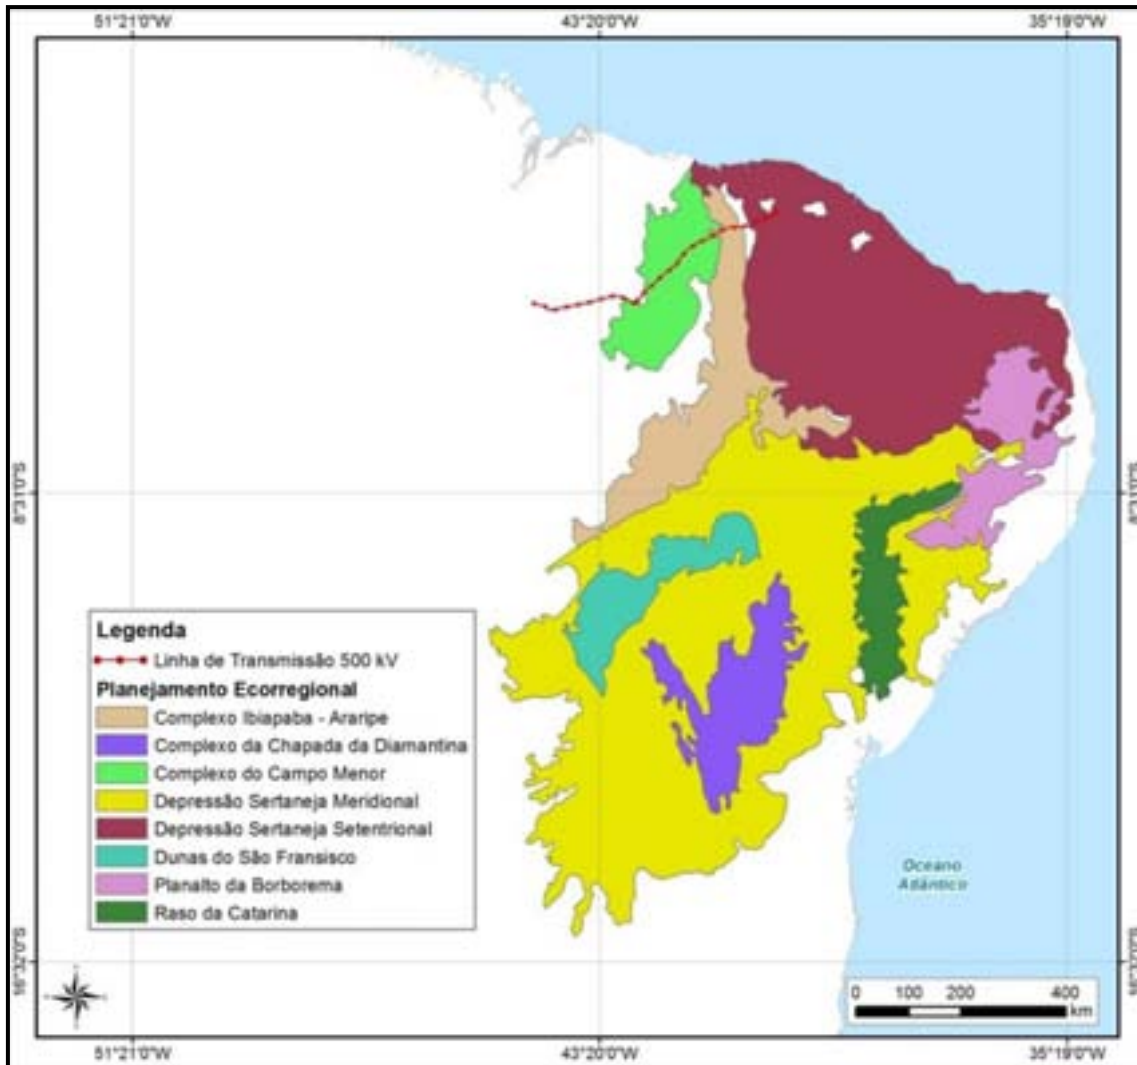 51°21'0"W 43°20'0"W 35°19'0"W
8°31'0"S 8°31'0"S
Legenda
Linha de Transmissão 500 kV
Planejamento Ecorregional
Complexo Ibiapaba - Araripe
Complexo da Chapada da Diamantina
Complexo do Campo Menor
Depressão Sertaneja Meridional
Depressão Sertaneja Setentrional
Dunas do São Fransisco
Planalto da Borborema
Raso da Catarina
Oceano
Atlântico
16°32'0"S 16°32'0"S
0 100 200 400
km
51°21'0"W 43°20'0"W 35°19'0"W